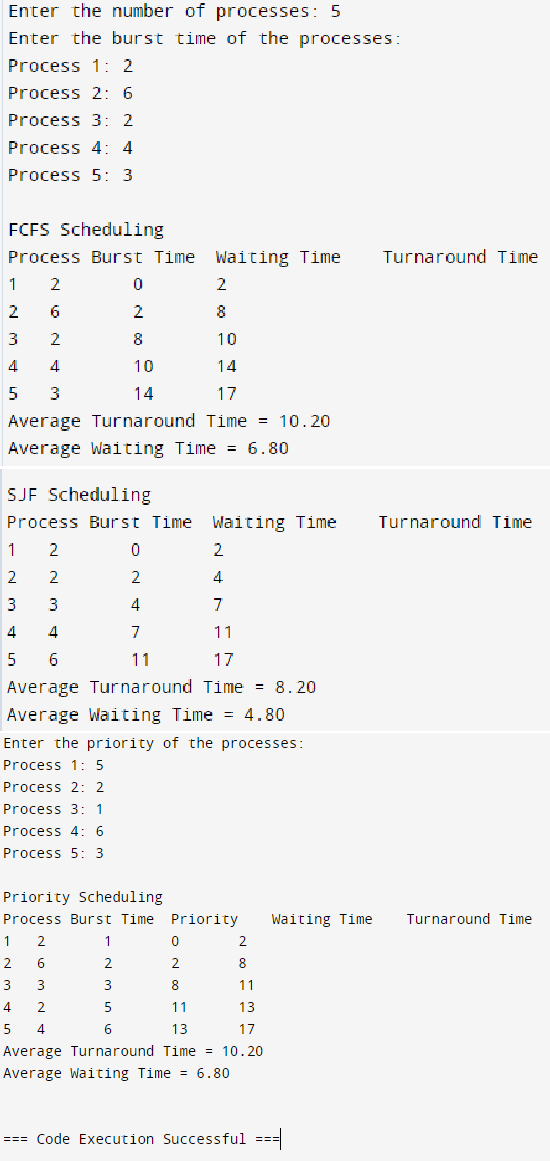 Enter the number of processes: 5
Enter the burst time of the processes:
Process 1: 2
Process 2: 6
Process 3: 2
Process 4: 4
Process 5: 3
FCFS Scheduling
Process Burst Time Waiting Time Turnaround Time
1 2 0 2
2 6 2 8
3 2 8 10
4 4 10 14
5 3 14 17
Average Turnaround Time = 10.20
Average Waiting Time = 6.80
SJF Scheduling
Process Burst Time Waiting Time Turnaround Time
1 2 0 2
2 2 2 4
3 3 4 7
4 4 7 11
5 6 11 17
Average Turnaround Time = 8.20
Average Waiting Time = 4.80
Enter the priority of the processes:
Process 1: 5
Process 2: 2
Process 3: 1
Process 4: 6
Process 5: 3
Priority Scheduling
Process Burst Time Priority Waiting Time Turnaround Time
1 2 1 0 2
2 6 2 2 8
3 3 3 8 11
4 2 5 11 13
5 4 6 13 17
Average Turnaround Time = 10.20
Average Waiting Time = 6.80
=== Code Execution Successful ===